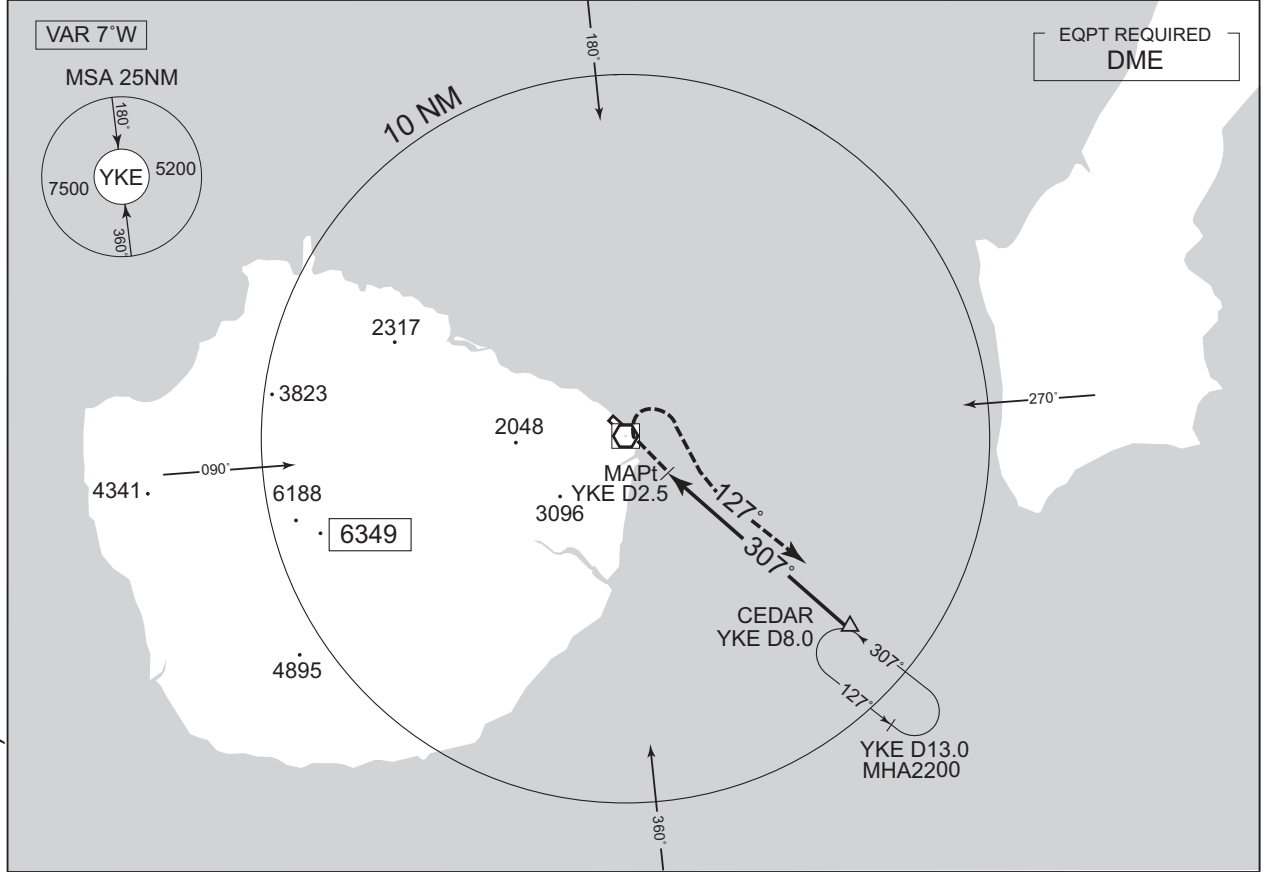 VAR 7˚W
MSA 25NM
180˚
7500
YKE
5200
360˚
10 NM
180˚
EQPT REQUIRED
DME
2317
3823
2048
270˚
090˚
4341
6188
6349
3096
MAPt
YKE D2.5
127˚
307˚
CEDAR
YKE D8.0
307˚
127˚
4895
YKE D13.0
MHA2200
360˚